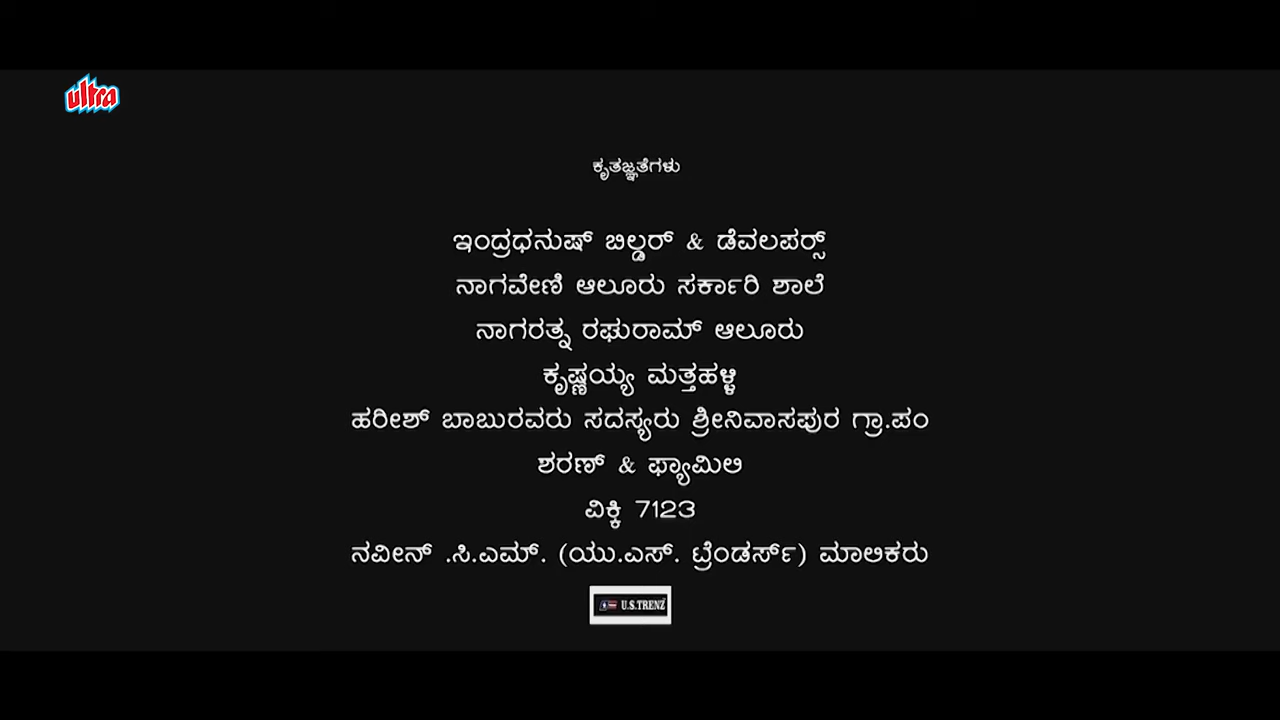 ultra
ಕೃತಜ್ಞತೆಗಳು
ಇಂದ್ರಧನುಷ್ ಬಿಲ್ಡರ್ & ಡೆವಲಪರ‍್ಸ್
ನಾಗವೇಣಿ ಆಲೂರು ಸರ್ಕಾರಿ ಶಾಲೆ
ನಾಗರತ್ನ ರಘುರಾಮ್ ಆಲೂರು
ಕೃಷ್ಣಯ್ಯ ಮತ್ತಹಳ್ಳಿ
ಹರೀಶ್ ಬಾಬುರವರು ಸದಸ್ಯರು ಶ್ರೀನಿವಾಸಪುರ ಗ್ರಾ.ಪಂ
ಶರಣ್ & ಫ್ಯಾಮಿಲಿ
ವಿಕ್ಕಿ 7123
ನವೀನ್ .ಸಿ.ಎಮ್. (ಯು.ಎಸ್. ಟ್ರೆಂಡರ್ಸ್) ಮಾಲಿಕರು
U.S.TRENZ